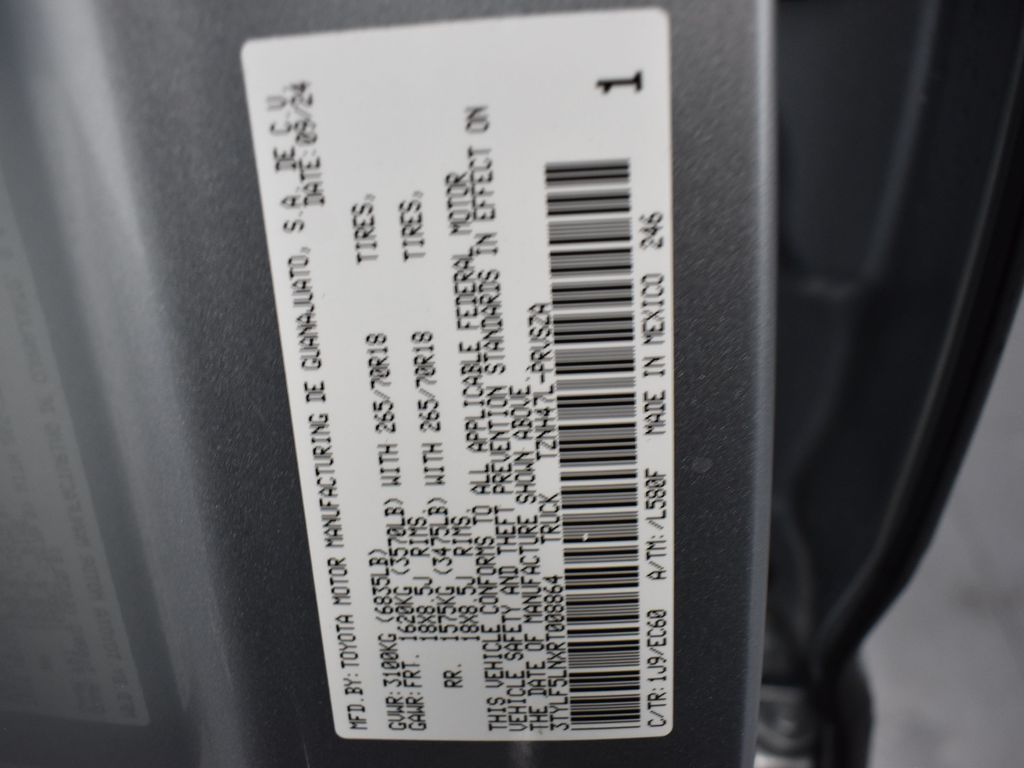 MFD.BY:TOYOTA MOTOR MANUFACTURING DE GUANAJUATO, S.A. DE C.V.
DATE:09/24
GVWR:3100KG (6835LB)
GAWR:FRT. 1620KG (3570LB) WITH 265/70R18 TIRES,
18X8.5J RIMS.
RR. 1575KG (3475LB) WITH 265/70R18 TIRES,
18X8.5J RIMS.
THIS VEHICLE CONFORMS TO ALL APPLICABLE FEDERAL MOTOR
VEHICLE SAFETY AND THEFT PREVENTION STANDARDS IN EFFECT ON
THE DATE OF MANUFACTURE SHOWN ABOVE.
3TYLF5LNXRT008864 TRUCK TZNH47L-PRVSZA
1
C/TR:1J9/EC60 A/TM: /L580F MADE IN MEXICO 246